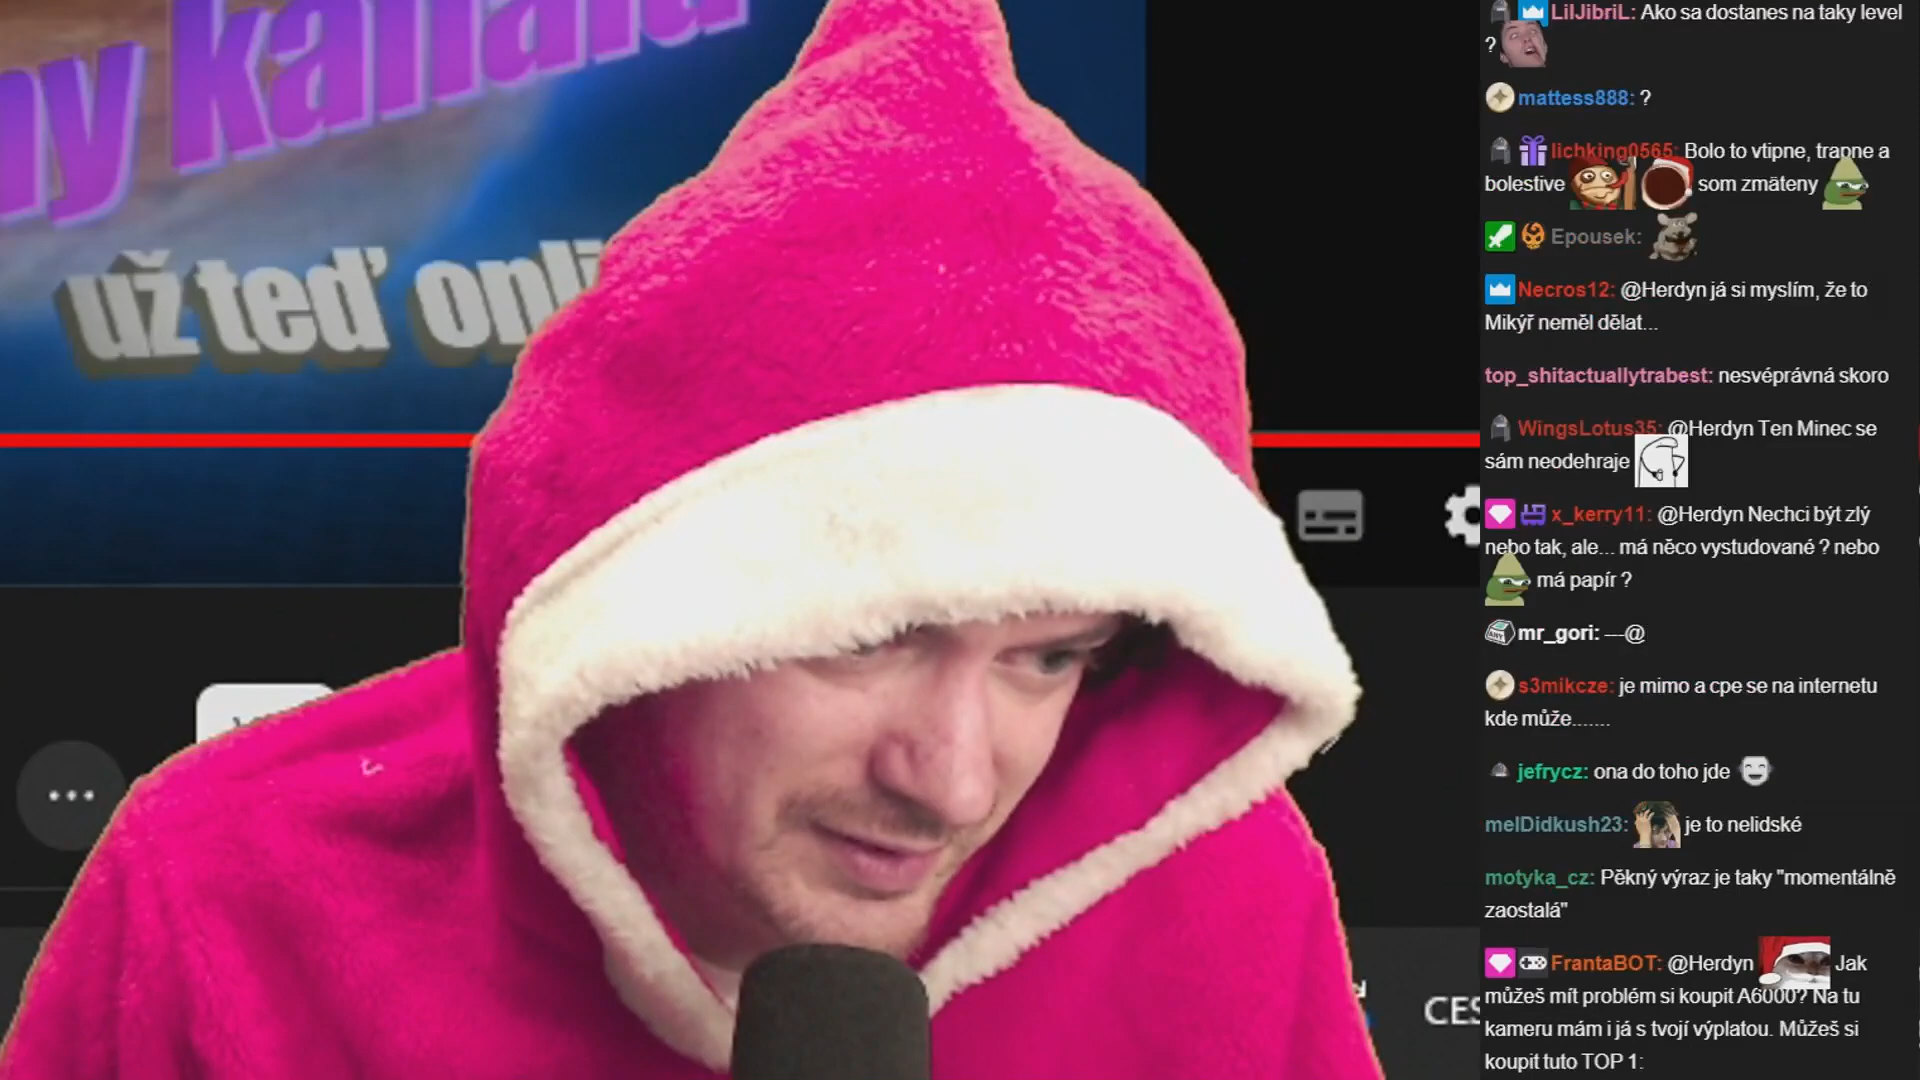 ny kanálu
už teď onli
CES
LilJibriL: Ako sa dostanes na taky level
?
mattess888: ?
lichking0565: Bolo to vtipne, trapne a
bolestive som zmäteny
Epousek:
Necros12: @Herdyn já si myslím, že to
Mikýř neměl dělat...
top_shitactuallytrabest: nesvéprávná skoro
WingsLotus35: @Herdyn Ten Minec se
sám neodehraje
x_kerry11: @Herdyn Nechci být zlý
nebo tak, ale... má něco vystudované ? nebo
má papír ?
mr_gori: ---@
s3mikcze: je mimo a cpe se na internetu
kde může.......
jefrycz: ona do toho jde
melDidkush23: je to nelidské
motyka_cz: Pěkný výraz je taky "momentálně
zaostalá"
FrantaBOT: @Herdyn Jak
můžeš mít problém si koupit A6000? Na tu
kameru mám i já s tvojí výplatou. Můžeš si
koupit tuto TOP 1: